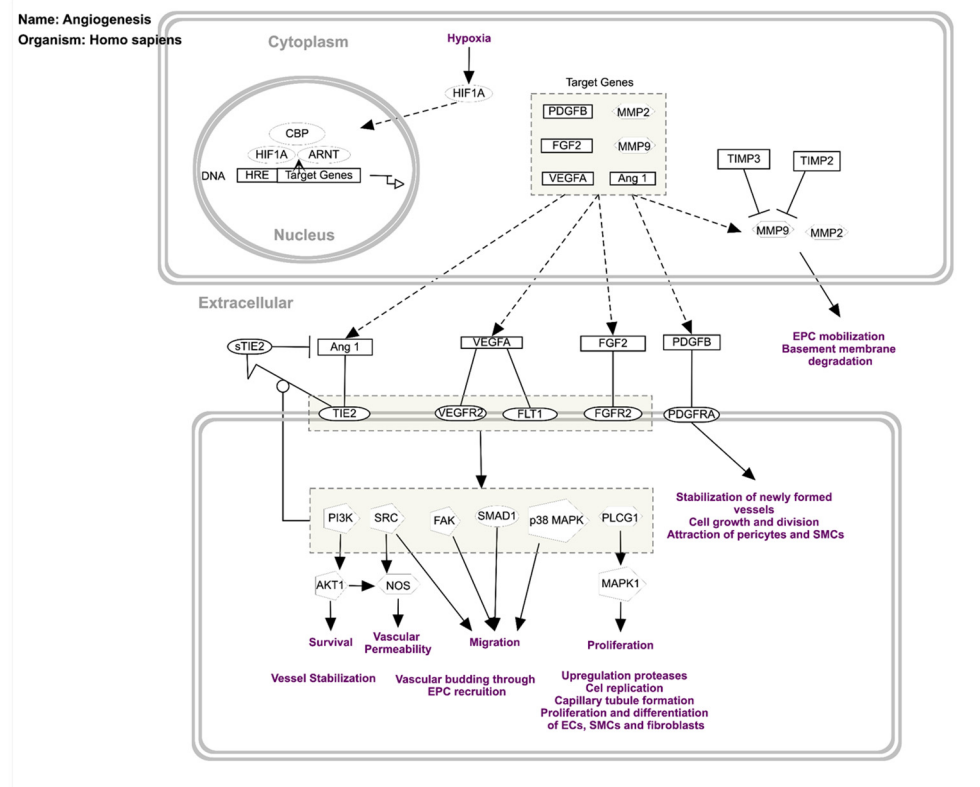 Name: Angiogenesis
Organism: Homo sapiens
Cytoplasm
Hypoxia
HIF1A
Target Genes
PDGFB
MMP2
FGF2
MMP9
VEGFA
Ang 1
CBP
HIF1A
ARNT
DNA
HRE
Target Genes
Nucleus
TIMP3
TIMP2
MMP9
MMP2
Extracellular
EPC mobilization
Basement membrane
degradation
sTIE2
Ang 1
VEGFA
FGF2
PDGFB
TIE2
VEGFR2
FLT1
FGFR2
PDGFRA
Stabilization of newly formed
vessels
Cell growth and division
Attraction of pericytes and SMCs
PI3K
SRC
FAK
SMAD1
p38 MAPK
PLCG1
AKT1
NOS
MAPK1
Survival
Vascular
Permeability
Migration
Proliferation
Vessel Stabilization
Vascular budding through
EPC recruition
Upregulation proteases
Cel replication
Capillary tubule formation
Proliferation and differentiation
of ECs, SMCs and fibroblasts